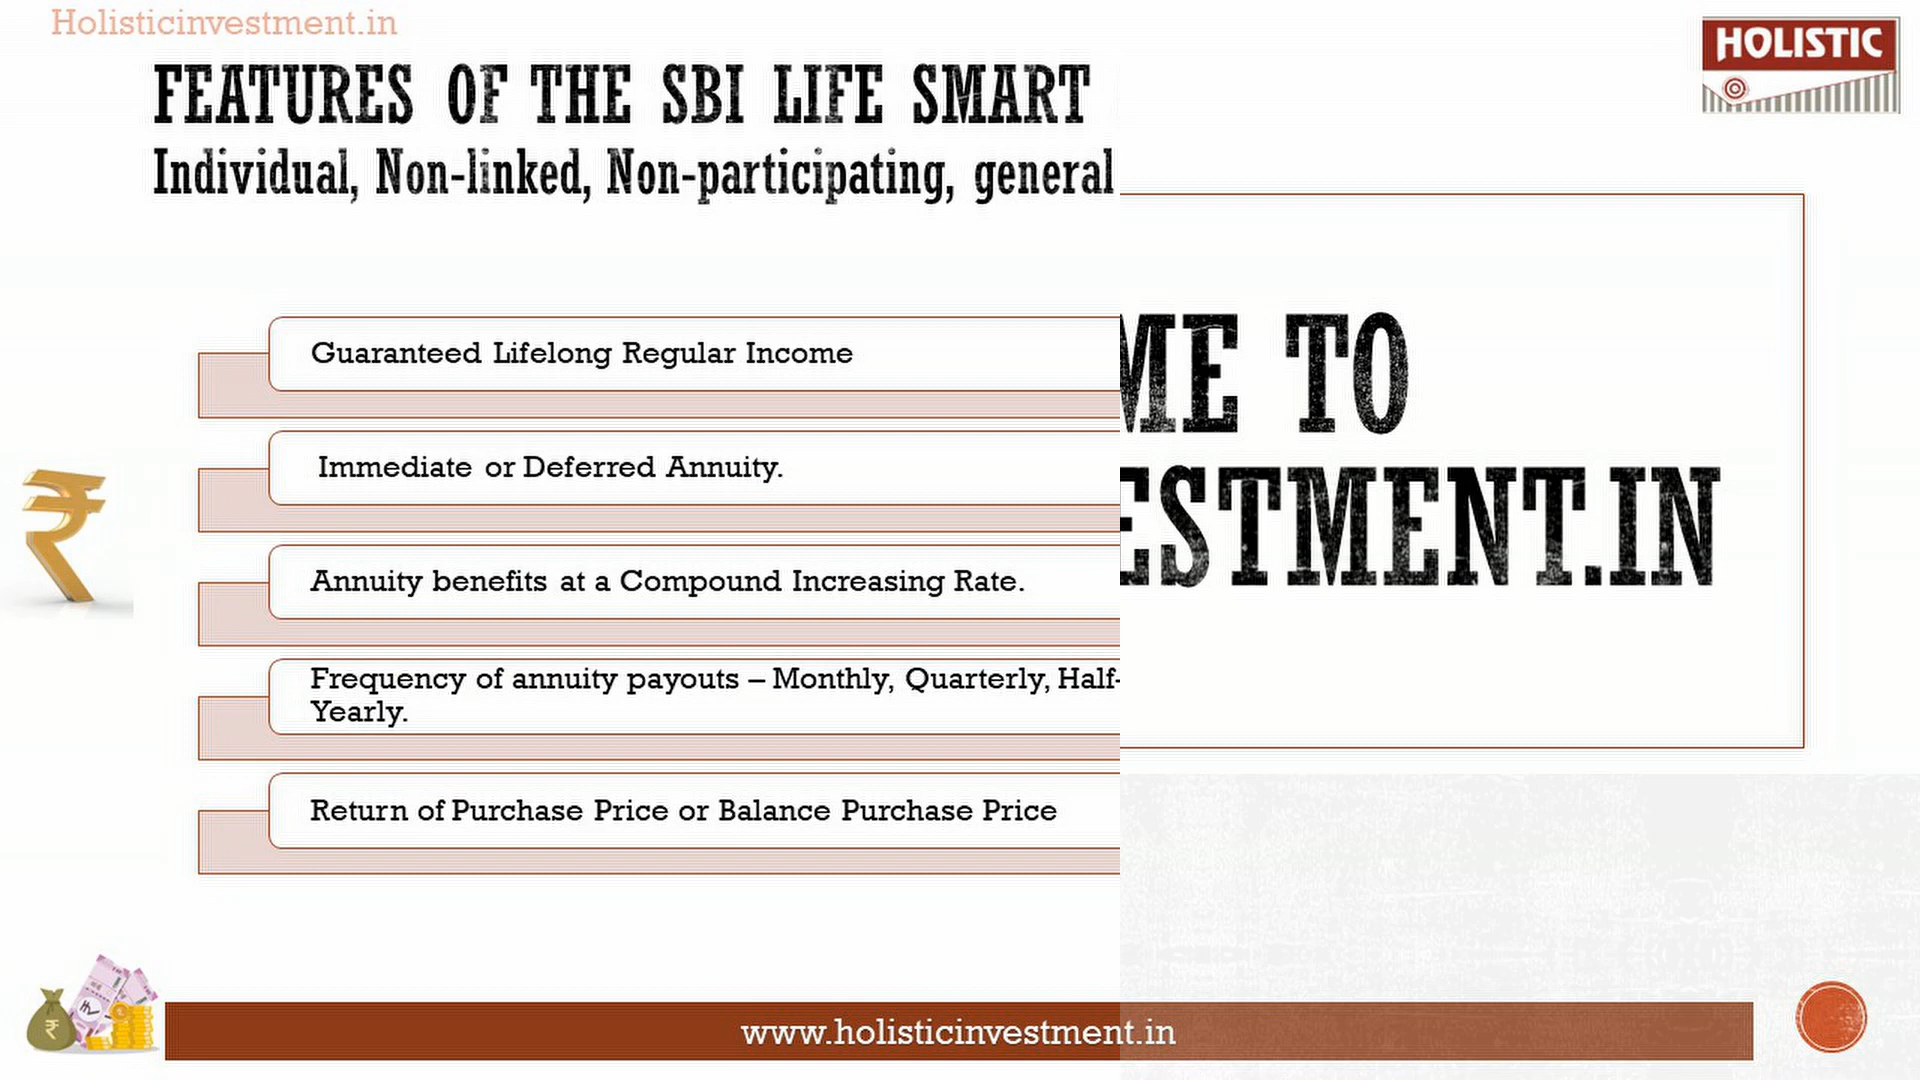 Holisticinvestment.in
HOLISTIC
FEATURES OF THE SBI LIFE SMART
Individual, Non-linked, Non-participating, general
Guaranteed Lifelong Regular Income
Immediate or Deferred Annuity.
Annuity benefits at a Compound Increasing Rate.
Frequency of annuity payouts – Monthly, Quarterly, Half-
Yearly.
Return of Purchase Price or Balance Purchase Price
ME TO
ESTMENT.IN
www.holisticinvestment.in